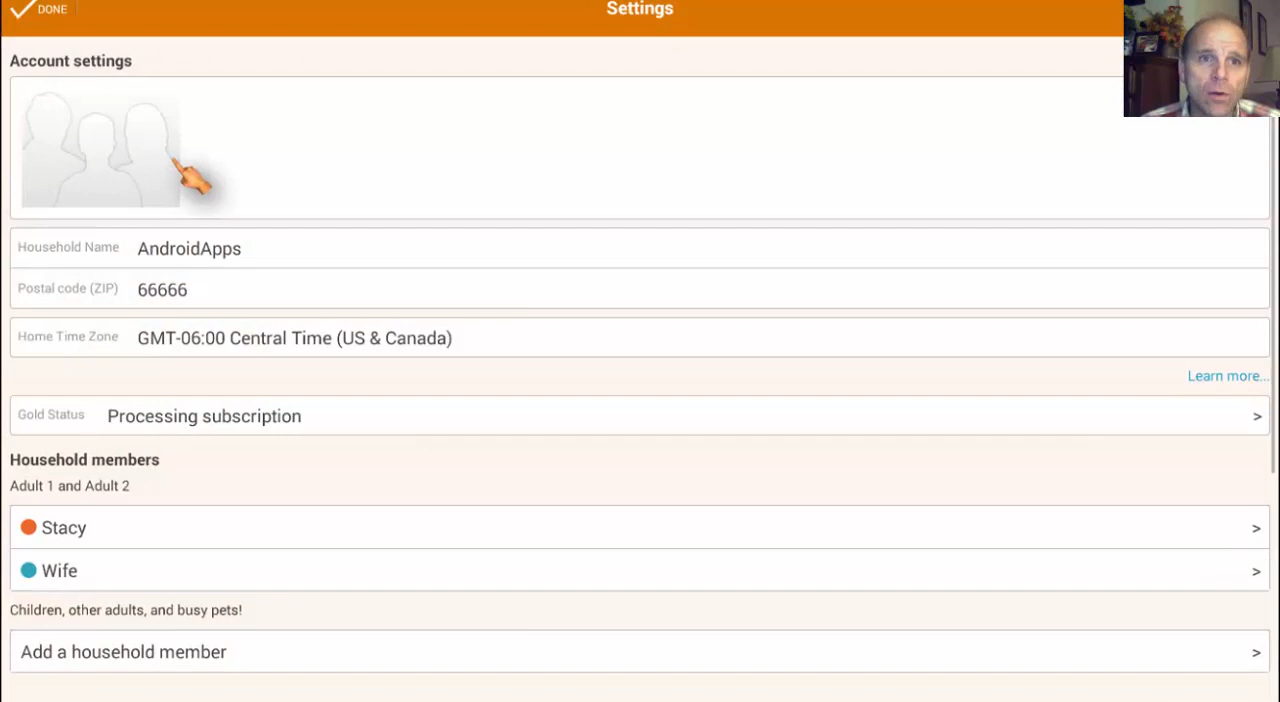 DONE
Settings
Account settings
Household Name AndroidApps
Postal code (ZIP) 66666
Home Time Zone GMT-06:00 Central Time (US & Canada)
Learn more...
Gold Status Processing subscription >
Household members
Adult 1 and Adult 2
Stacy >
Wife >
Children, other adults, and busy pets!
Add a household member >